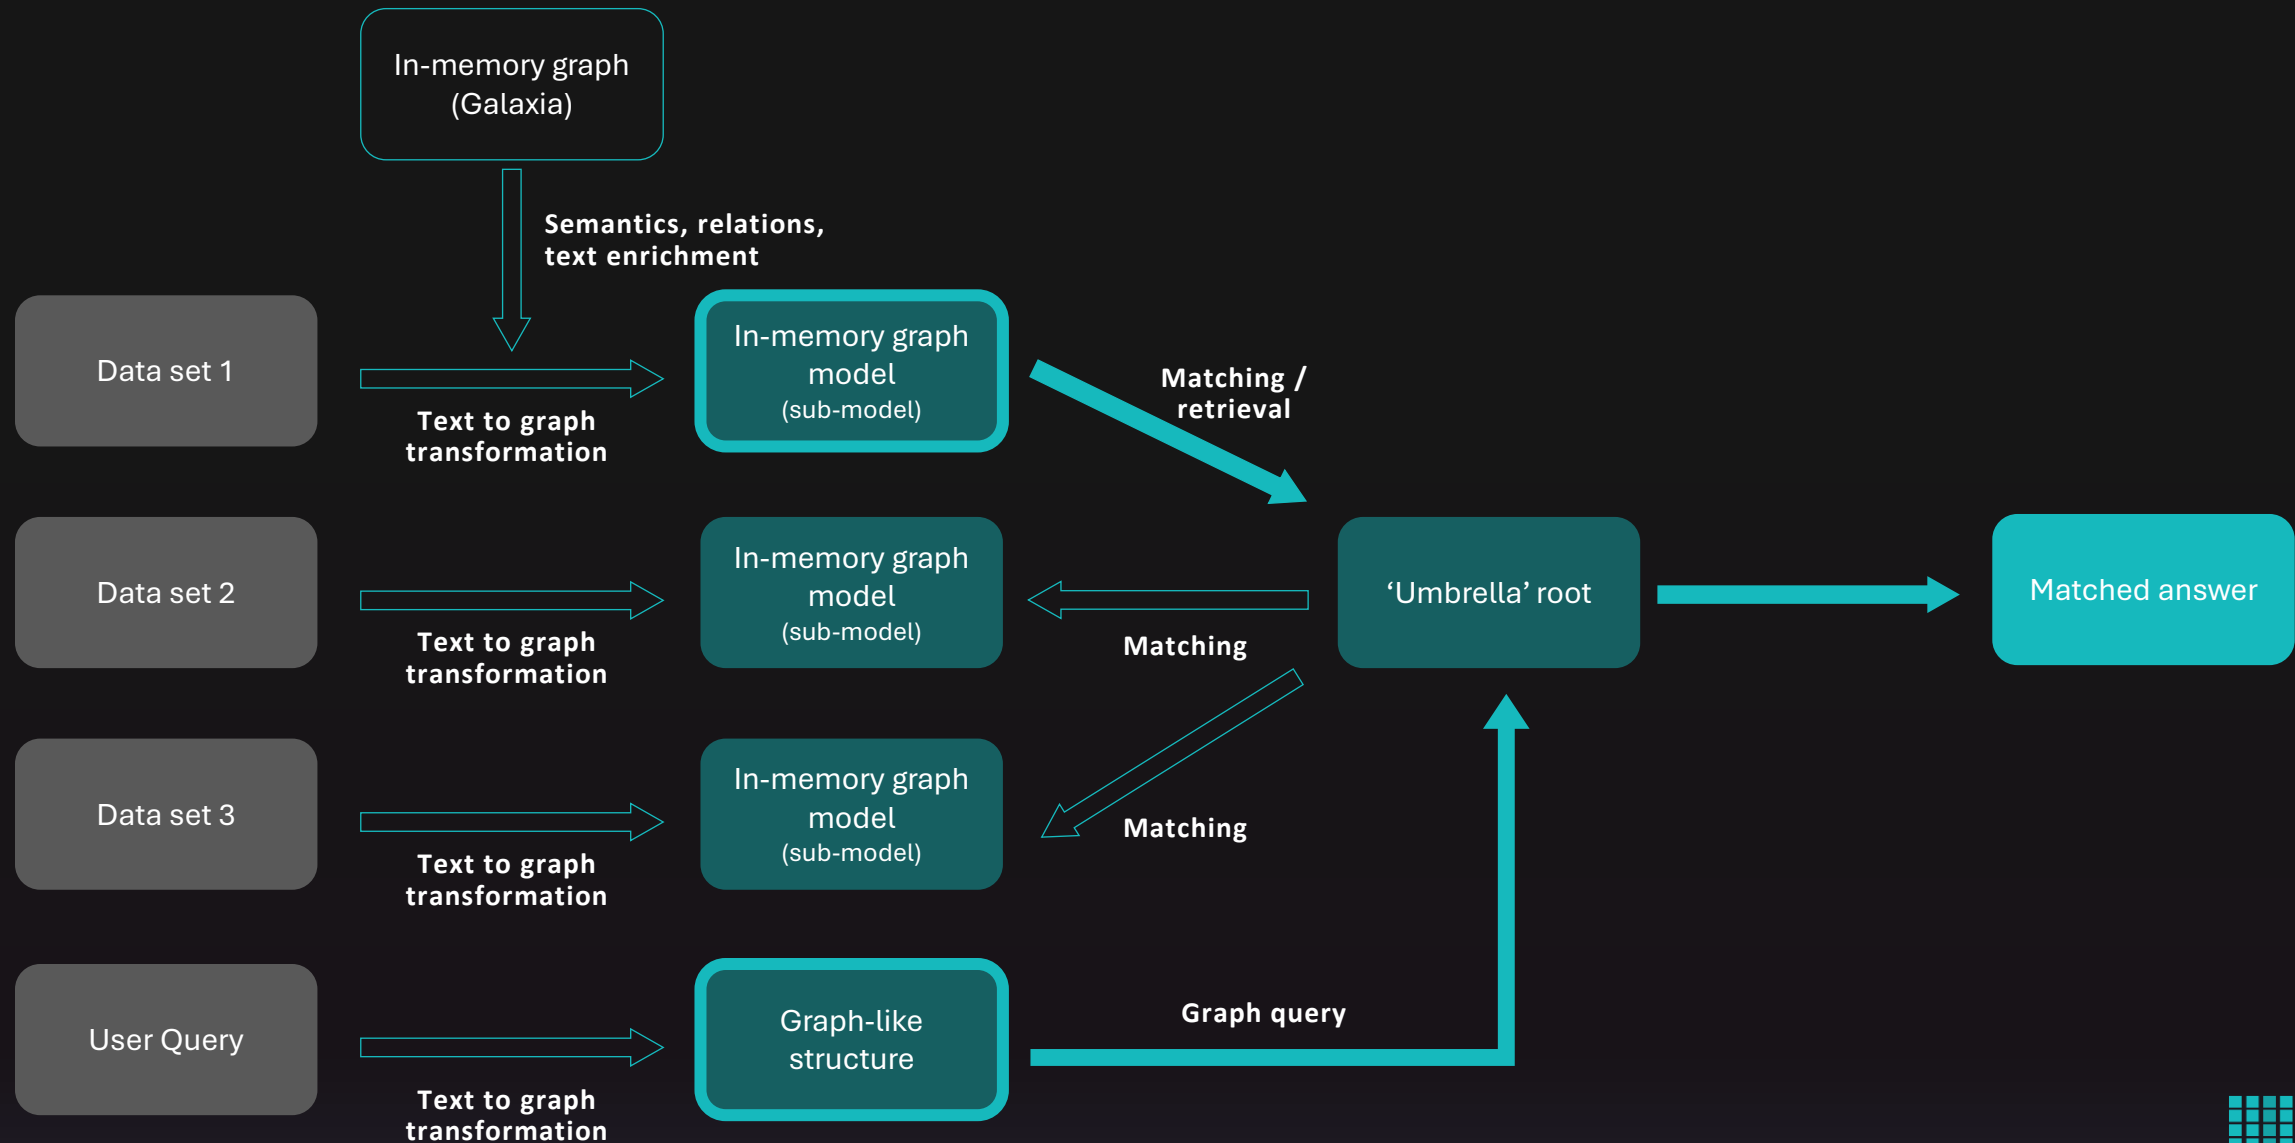 In-memory graph
(Galaxia)
Semantics, relations,
text enrichment
Data set 1
Text to graph
transformation
In-memory graph
model
(sub-model)
Matching /
retrieval
Data set 2
Text to graph
transformation
In-memory graph
model
(sub-model)
Matching
‘Umbrella’ root
Matched answer
Data set 3
Text to graph
transformation
In-memory graph
model
(sub-model)
Matching
User Query
Text to graph
transformation
Graph-like
structure
Graph query